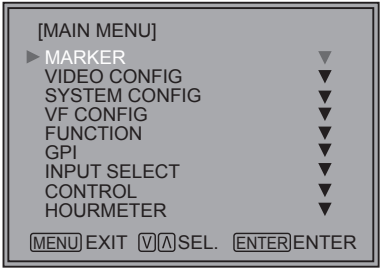 [MAIN MENU]
▶ MARKER ▼
VIDEO CONFIG ▼
SYSTEM CONFIG ▼
VF CONFIG ▼
FUNCTION ▼
GPI ▼
INPUT SELECT ▼
CONTROL ▼
HOURMETER ▼
MENU EXIT V Λ SEL. ENTER ENTER